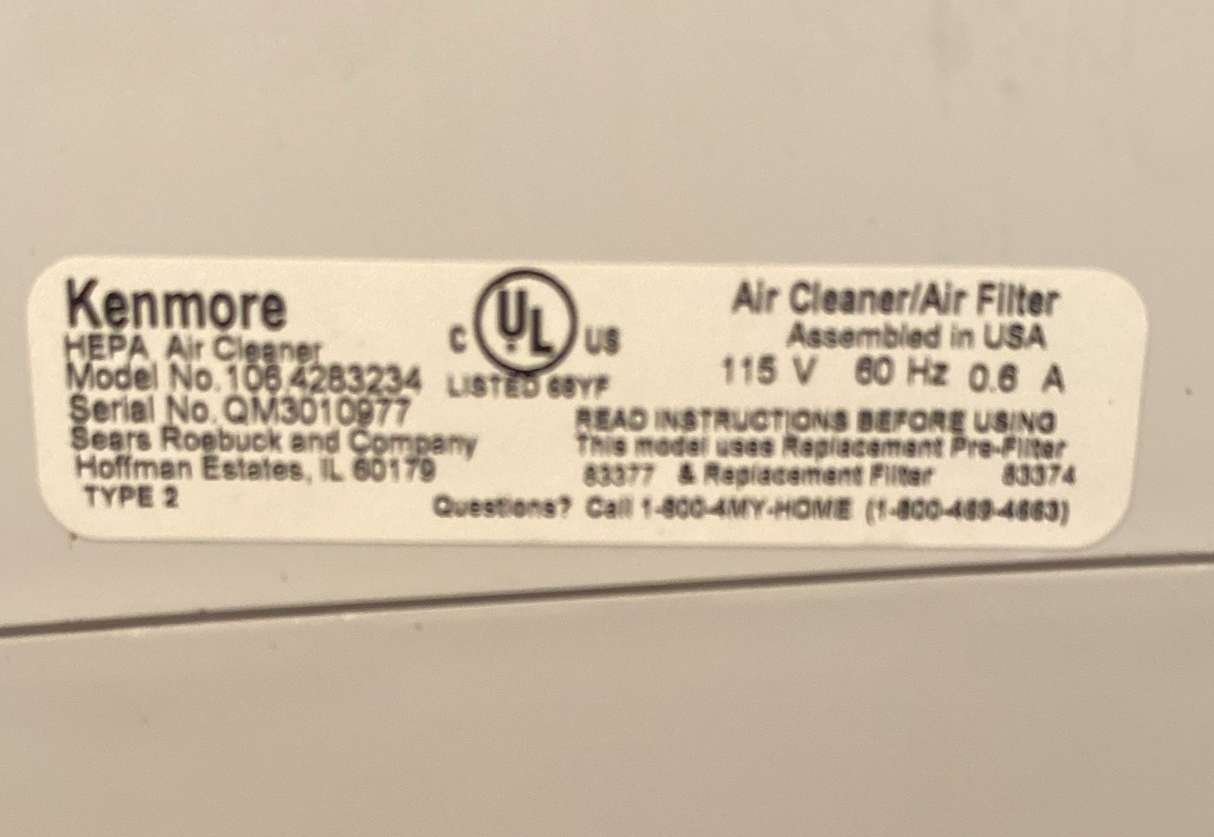 Kenmore
HEPA Air Cleaner
Model No. 106.4283234
Serial No. QM3010977
Sears Roebuck and Company
Hoffman Estates, IL 60179
TYPE 2
C UL US
LISTED 68YF
Air Cleaner/Air Filter
Assembled in USA
115 V 60 Hz 0.6 A
READ INSTRUCTIONS BEFORE USING
This model uses Replacement Pre-Filter
83377 & Replacement Filter 83374
Questions? Call 1-800-4MY-HOME (1-800-469-4663)